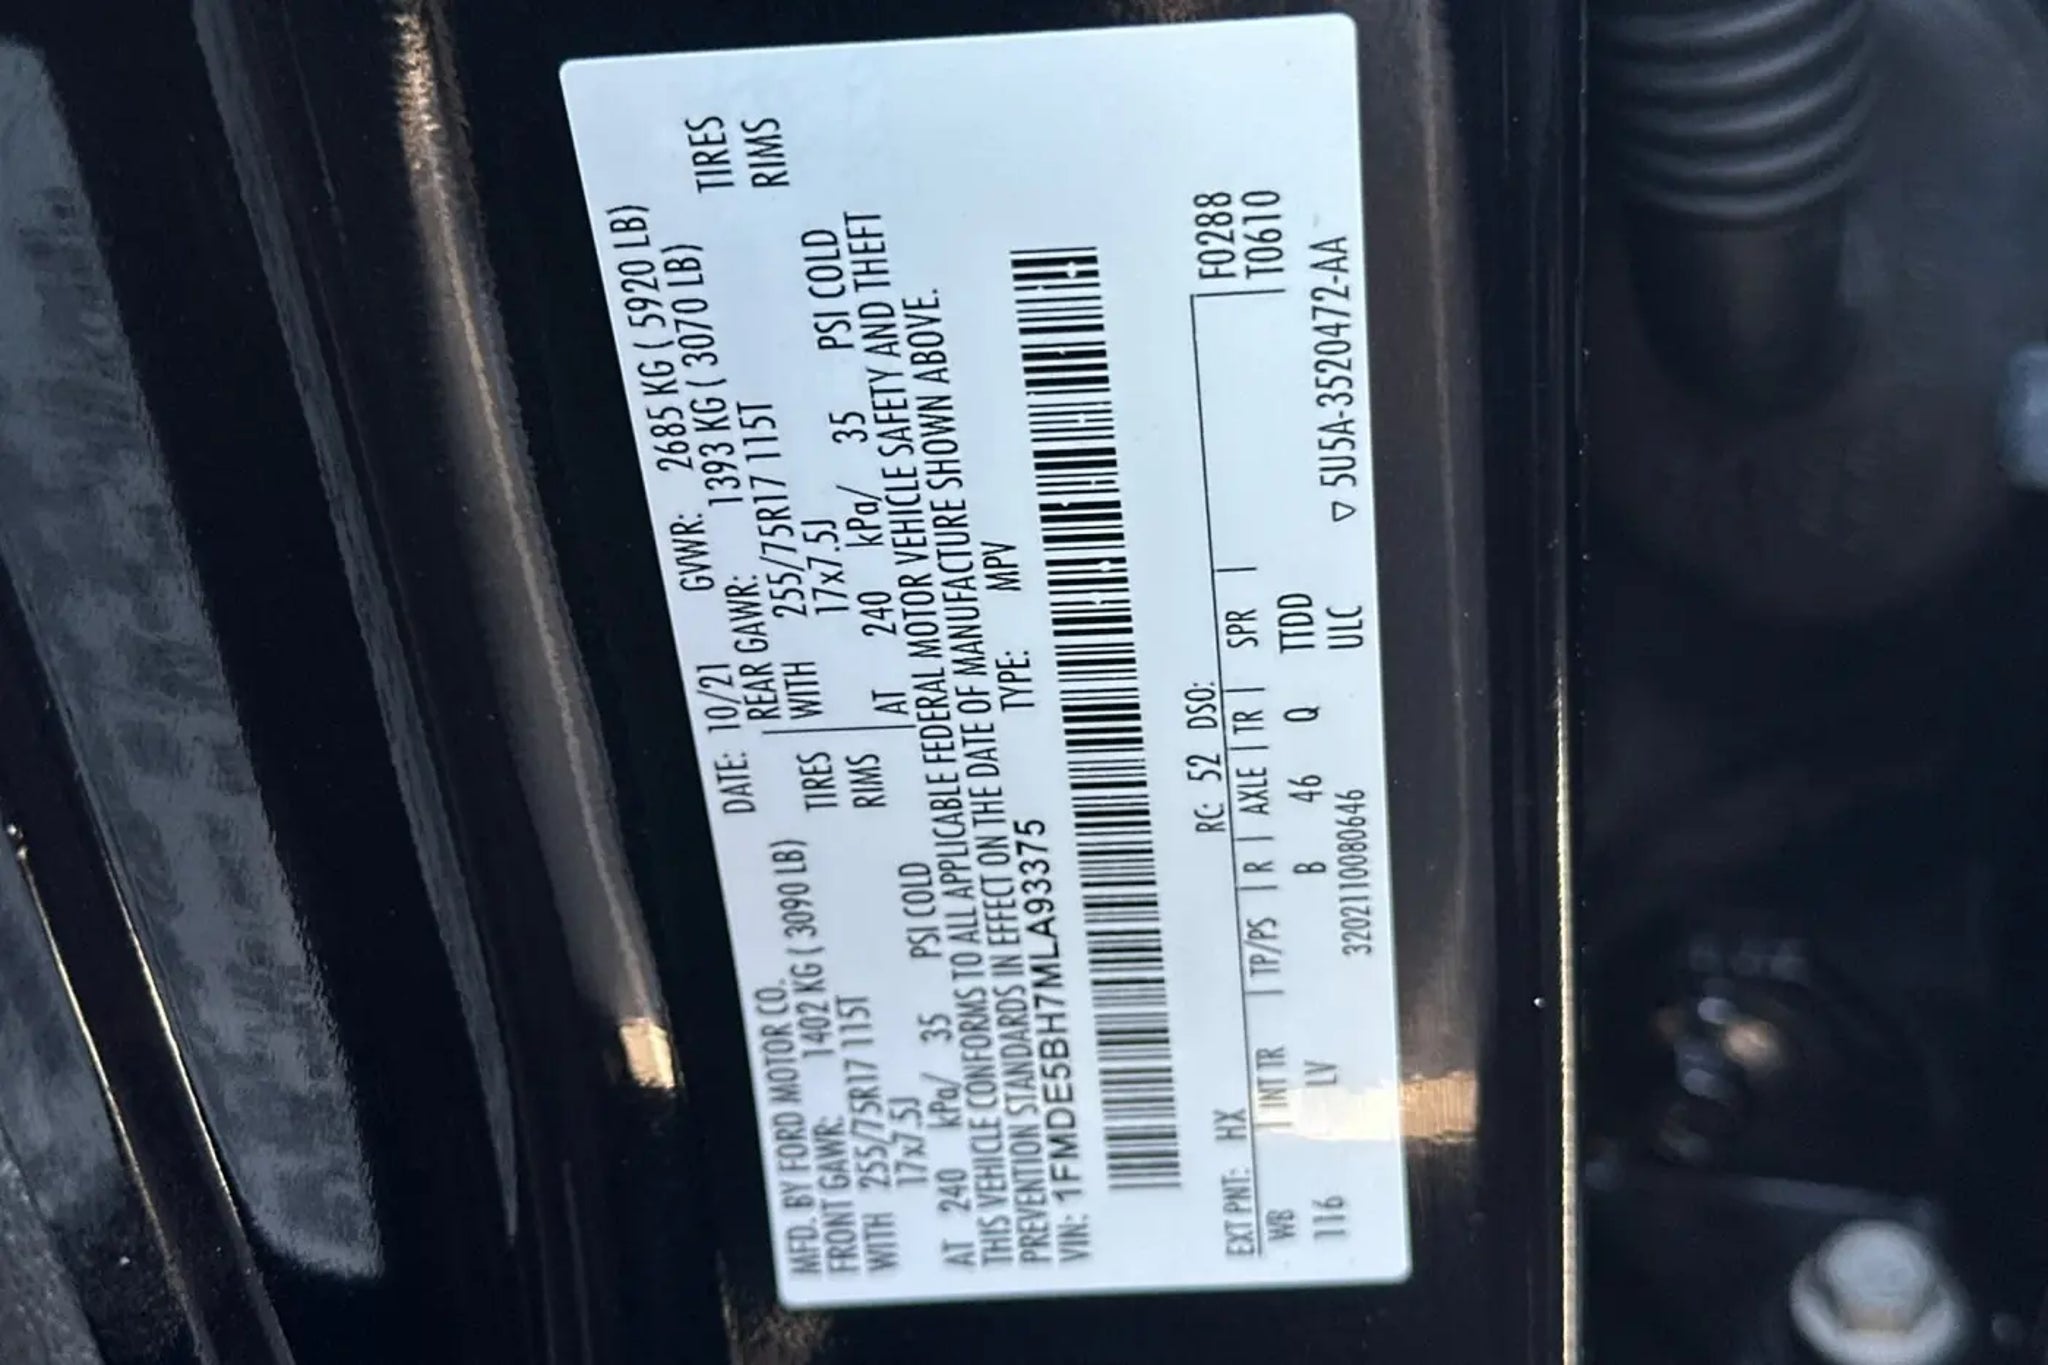 MFD. BY FORD MOTOR CO.
DATE: 10/21 GVWR: 2685 KG ( 5920 LB)
FRONT GAWR: 1402 KG ( 3090 LB) REAR GAWR: 1393 KG ( 3070 LB)
WITH 255/75R17 115T TIRES WITH 255/75R17 115T TIRES
17x7.5J RIMS 17x7.5J RIMS
AT 240 kPa/ 35 PSI COLD AT 240 kPa/ 35 PSI COLD
THIS VEHICLE CONFORMS TO ALL APPLICABLE FEDERAL MOTOR VEHICLE SAFETY AND THEFT
PREVENTION STANDARDS IN EFFECT ON THE DATE OF MANUFACTURE SHOWN ABOVE.
VIN: 1FMDE5BH7MLA93375 TYPE: MPV
EXT PNT: HX RC: 52 DSO: F0288
WB INT TR TP/PS R AXLE TR SPR T0610
116 LV B 46 Q TTDD
3202110080646 ULC ▽ 5U5A-3520472-AA